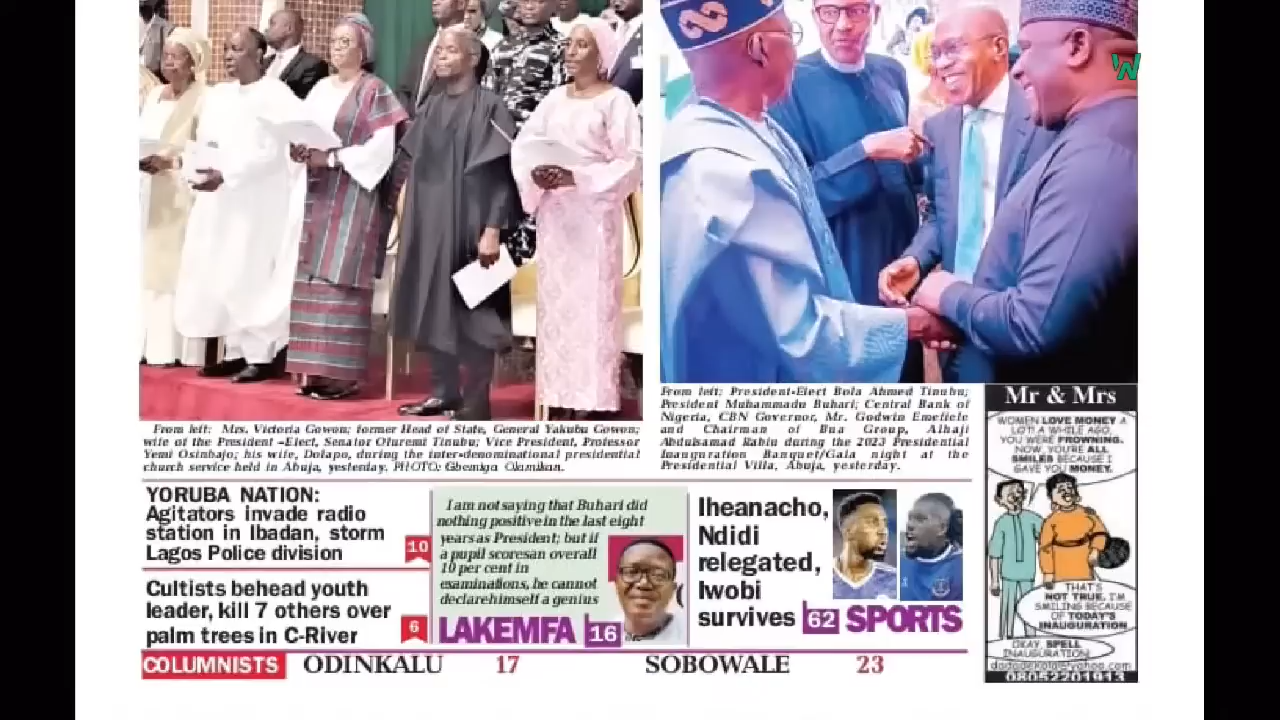 From left: Mrs. Victoria Gowon; former Head of State, General Yakubu Gowon;
wife of the President -Elect, Senator Oluremi Tinubu; Vice President, Professor
Yemi Osinbajo; his wife, Dolapo, during the inter-denominational presidential
church service held in Abuja, yesterday. PHOTO: Gbemiga Olamikan.
From left: President-Elect Bola Ahmed Tinubu;
President Muhammadu Buhari; Central Bank of
Nigeria, CBN Governor, Mr. Godwin Emefiele
and Chairman of Bua Group, Alhaji
Abdulsamad Rabiu during the 2023 Presidential
Inauguration Banquet/Gala night at the
Presidential Villa, Abuja, yesterday.
YORUBA NATION:
Agitators invade radio
station in Ibadan, storm
Lagos Police division
10
Cultists behead youth
leader, kill 7 others over
palm trees in C-River
6
I am not saying that Buhari did
nothing positive in the last eight
years as President; but if
a pupil scores an overall
10 per cent in
examinations, he cannot
declare himself a genius
LAKEMFA 16
Iheanacho,
Ndidi
relegated,
Iwobi
survives 62 SPORTS
Mr & Mrs
WOMEN LOVE MONEY A
LOT! A WHILE AGO,
YOU WERE FROWNING.
NOW, YOU'RE ALL
SMILES BECAUSE I
GAVE YOU MONEY.
THAT'S
NOT TRUE. I'M
SMILING BECAUSE
OF TODAY'S
INAUGURATION
OKAY, SPELL
INAUGURATION!
dadadekola@yahoo.com
08052201913
COLUMNISTS ODINKALU 17 SOBOWALE 23